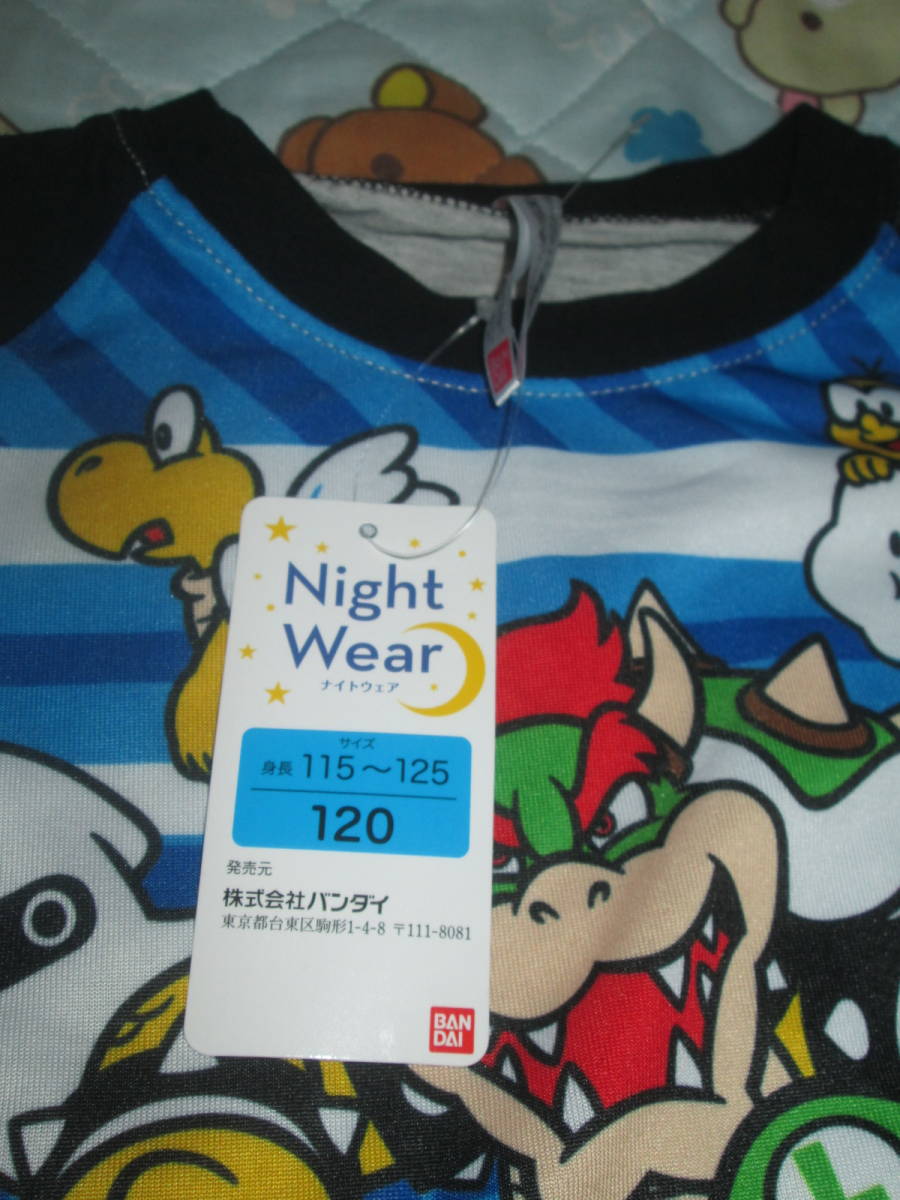 Night
Wear
ナイトウェア
サイズ
身長 115～125
120
発売元
株式会社バンダイ
東京都台東区駒形1-4-8 〒111-8081
BAN
DAI
L